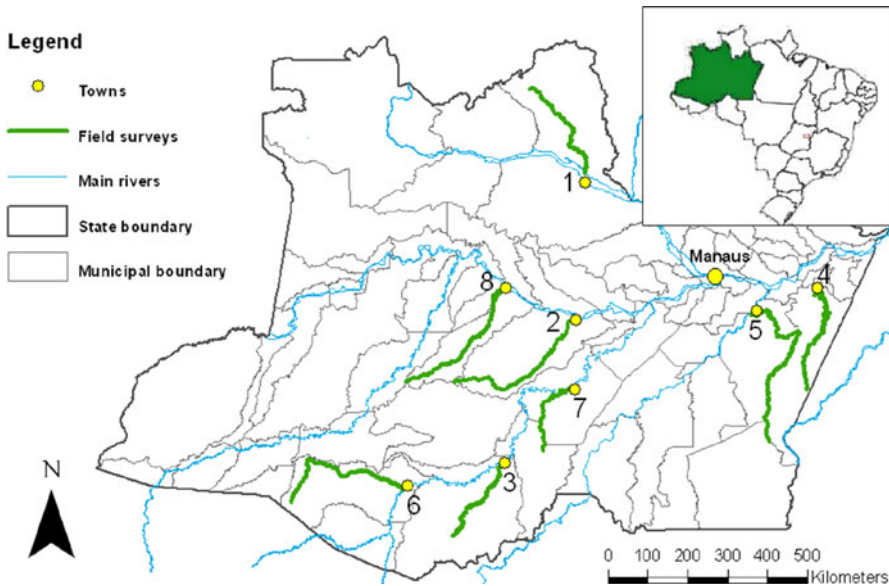 Legend
Towns
Field surveys
Main rivers
State boundary
Municipal boundary
N
1
Manaus
8
4
2
5
7
3
6
0 100 200 300 400 500
Kilometers